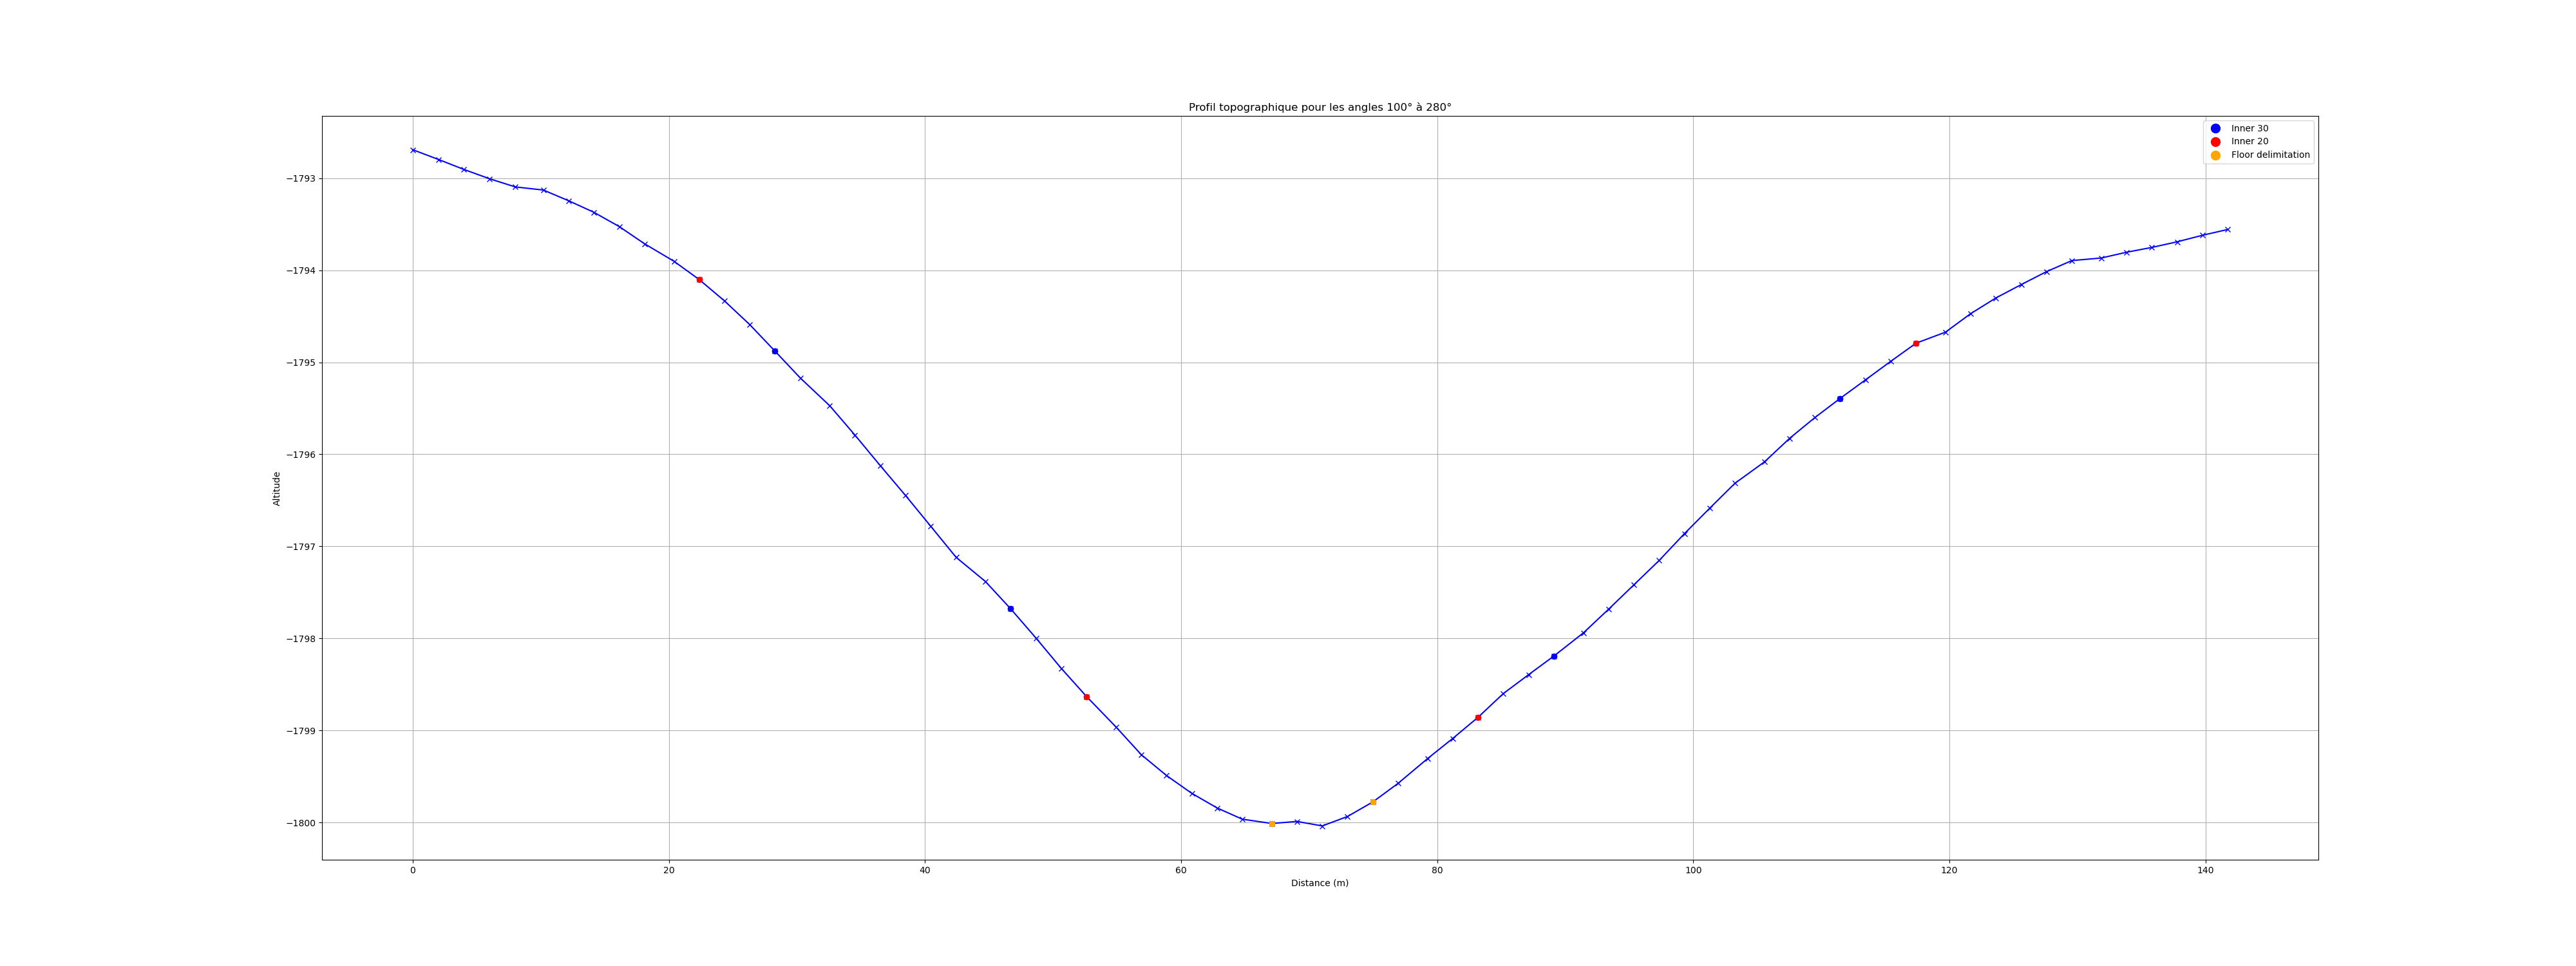 Profil topographique pour les angles 100° à 280°
Inner 30
Inner 20
Floor delimitation
−1793
−1794
−1795
−1796
−1797
−1798
−1799
−1800
Altitude
0 20 40 60 80 100 120 140
Distance (m)